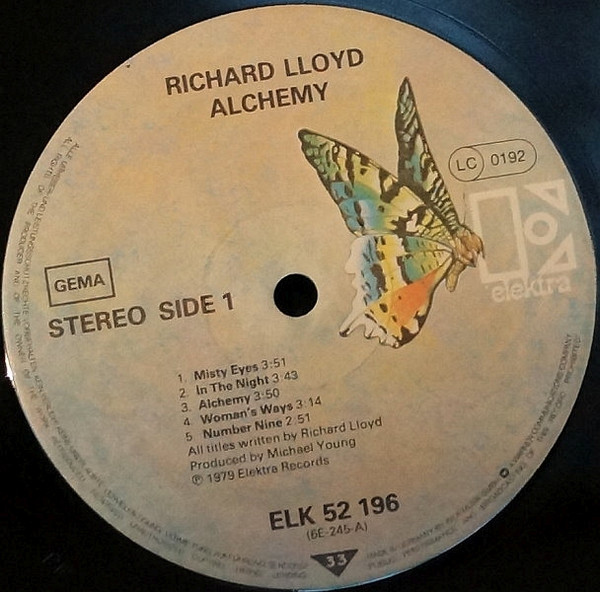 RICHARD LLOYD
ALCHEMY
LC 0192
elektra
GEMA
STEREO SIDE 1
1. Misty Eyes 3:51
2. In The Night 3:43
3. Alchemy 3:50
4. Woman's Ways 3:14
5. Number Nine 2:51
All titles written by Richard Lloyd
Produced by Michael Young
℗ 1979 Elektra Records
ELK 52 196
(6E-245-A)
33